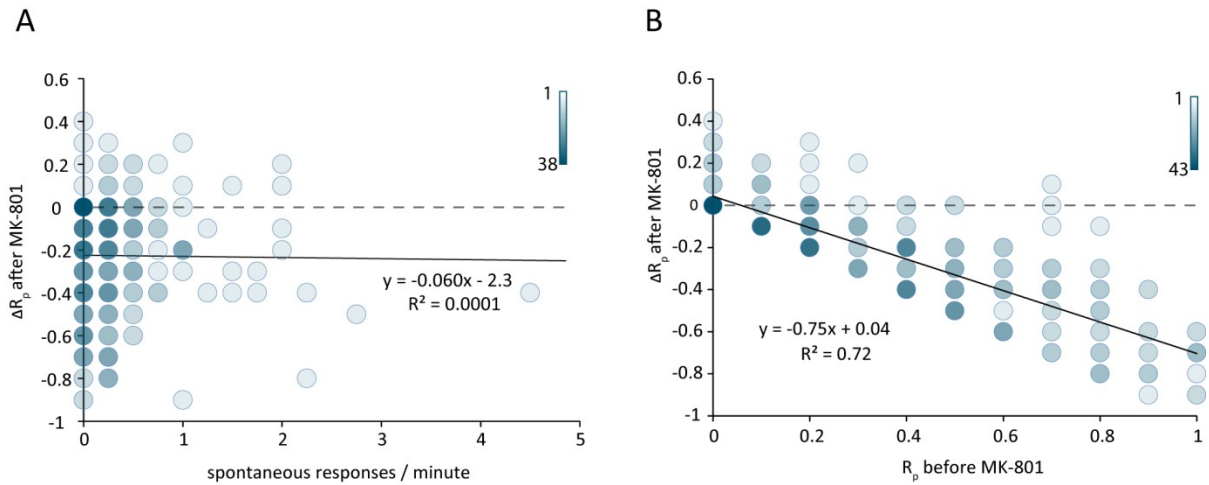 A
ΔRp after MK-801
0.6
0.4
0.2
0
-0.2
-0.4
-0.6
-0.8
-1
1
38
y = -0.060x - 2.3
R² = 0.0001
0 1 2 3 4 5
spontaneous responses / minute
B
ΔRp after MK-801
0.6
0.4
0.2
0
-0.2
-0.4
-0.6
-0.8
-1
1
43
y = -0.75x + 0.04
R² = 0.72
0 0.2 0.4 0.6 0.8 1
Rp before MK-801